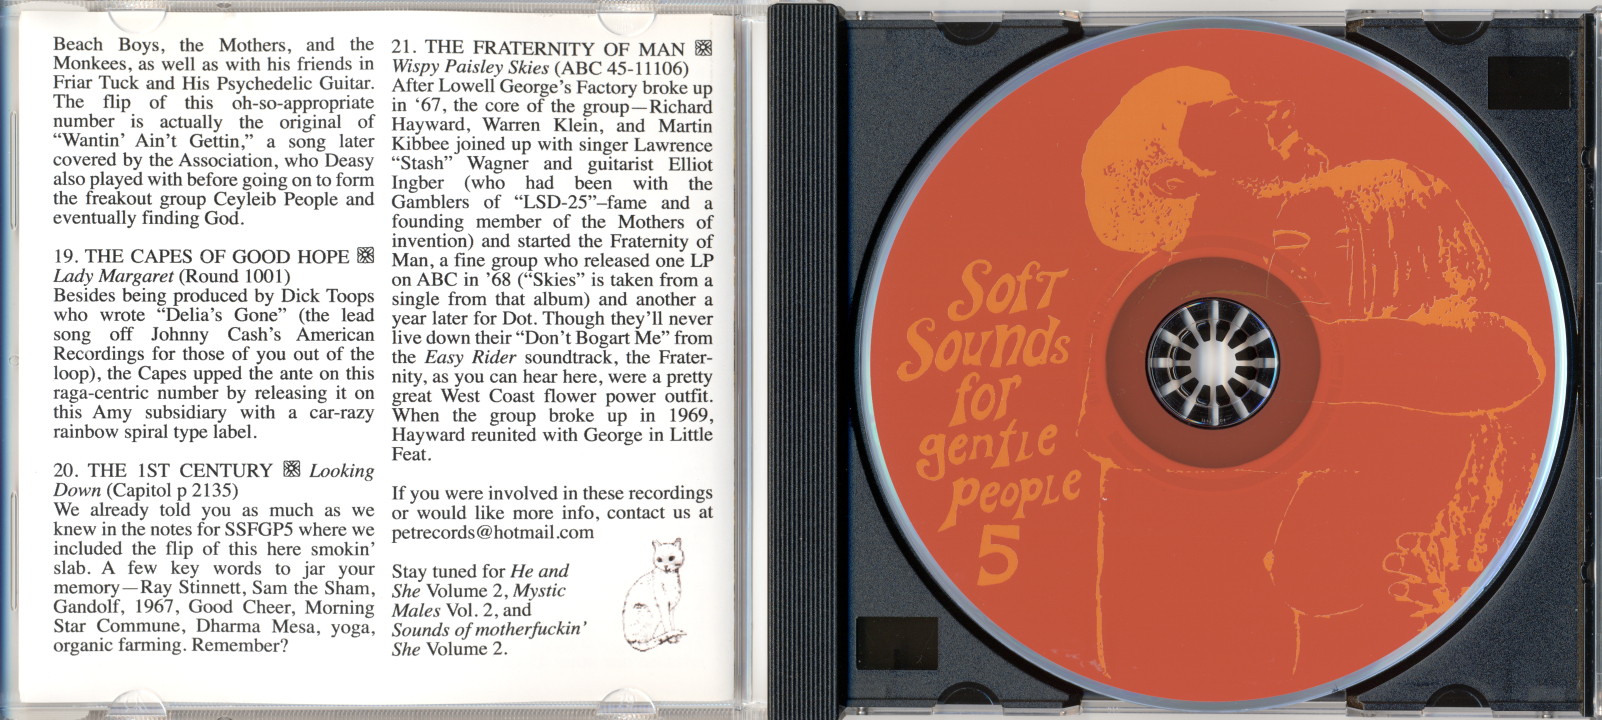 Beach Boys, the Mothers, and the
Monkees, as well as with his friends in
Friar Tuck and His Psychedelic Guitar.
The flip of this oh-so-appropriate
number is actually the original of
“Wantin’ Ain’t Gettin,” a song later
covered by the Association, who Deasy
also played with before going on to form
the freakout group Ceyleib People and
eventually finding God.
19. THE CAPES OF GOOD HOPE
Lady Margaret (Round 1001)
Besides being produced by Dick Toops
who wrote “Delia’s Gone” (the lead
song off Johnny Cash’s American
Recordings for those of you out of the
loop), the Capes upped the ante on this
raga-centric number by releasing it on
this Amy subsidiary with a car-razy
rainbow spiral type label.
20. THE 1ST CENTURY Looking
Down (Capitol p 2135)
We already told you as much as we
knew in the notes for SSFGP5 where we
included the flip of this here smokin’
slab. A few key words to jar your
memory—Ray Stinnett, Sam the Sham,
Gandolf, 1967, Good Cheer, Morning
Star Commune, Dharma Mesa, yoga,
organic farming. Remember?
21. THE FRATERNITY OF MAN
Wispy Paisley Skies (ABC 45-11106)
After Lowell George’s Factory broke up
in ‘67, the core of the group—Richard
Hayward, Warren Klein, and Martin
Kibbee joined up with singer Lawrence
“Stash” Wagner and guitarist Elliot
Ingber (who had been with the
Gamblers of “LSD-25”–fame and a
founding member of the Mothers of
invention) and started the Fraternity of
Man, a fine group who released one LP
on ABC in ’68 (“Skies” is taken from a
single from that album) and another a
year later for Dot. Though they’ll never
live down their “Don’t Bogart Me” from
the Easy Rider soundtrack, the Frater-
nity, as you can hear here, were a pretty
great West Coast flower power outfit.
When the group broke up in 1969,
Hayward reunited with George in Little
Feat.
If you were involved in these recordings
or would like more info, contact us at
petrecords@hotmail.com
Stay tuned for He and
She Volume 2, Mystic
Males Vol. 2, and
Sounds of motherfuckin’
She Volume 2.
Soft
Sounds
for
gentle
people
5